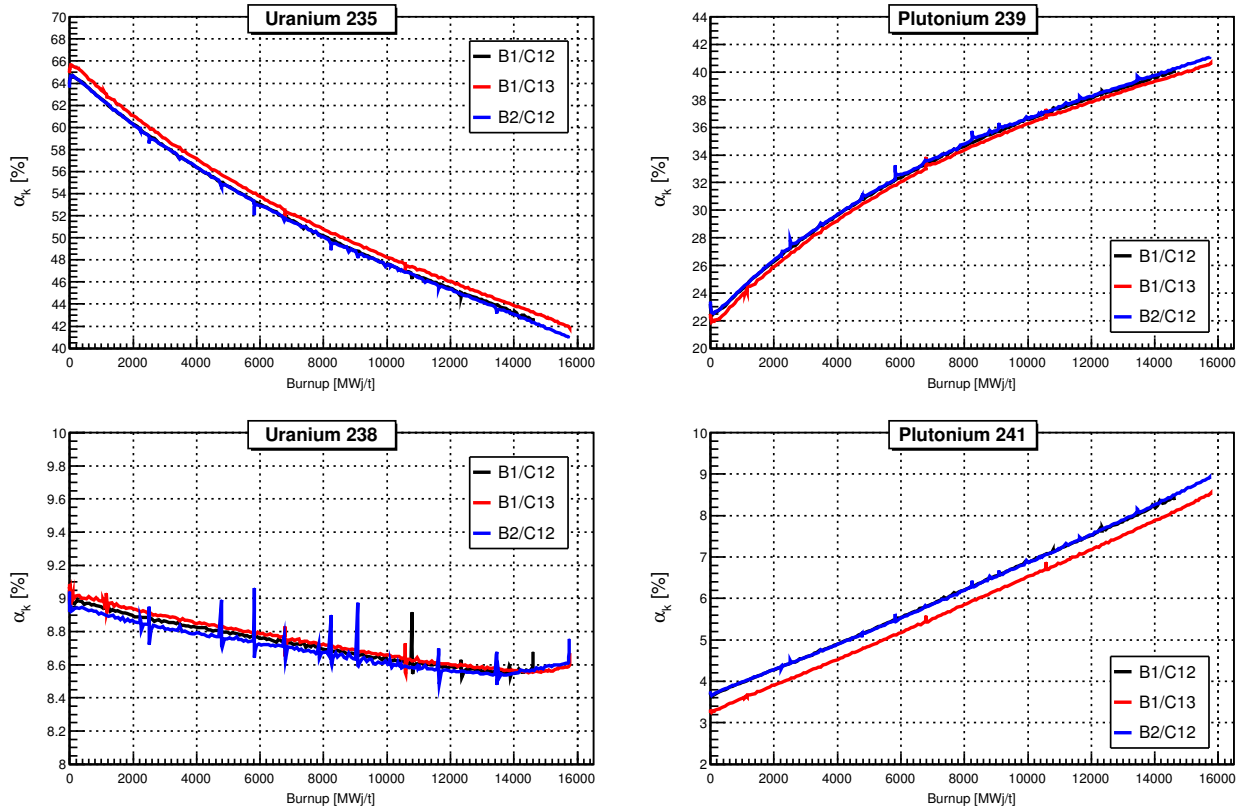 Uranium 235
α_k [%]
70
68
66
64
62
60
58
56
54
52
50
48
46
44
42
40
B1/C12
B1/C13
B2/C12
0 2000 4000 6000 8000 10000 12000 14000 16000
Burnup [MWj/t]
Plutonium 239
α_k [%]
44
42
40
38
36
34
32
30
28
26
24
22
20
B1/C12
B1/C13
B2/C12
0 2000 4000 6000 8000 10000 12000 14000 16000
Burnup [MWj/t]
Uranium 238
α_k [%]
10
9.8
9.6
9.4
9.2
9
8.8
8.6
8.4
8.2
8
B1/C12
B1/C13
B2/C12
0 2000 4000 6000 8000 10000 12000 14000 16000
Burnup [MWj/t]
Plutonium 241
α_k [%]
10
9
8
7
6
5
4
3
2
B1/C12
B1/C13
B2/C12
0 2000 4000 6000 8000 10000 12000 14000 16000
Burnup [MWj/t]